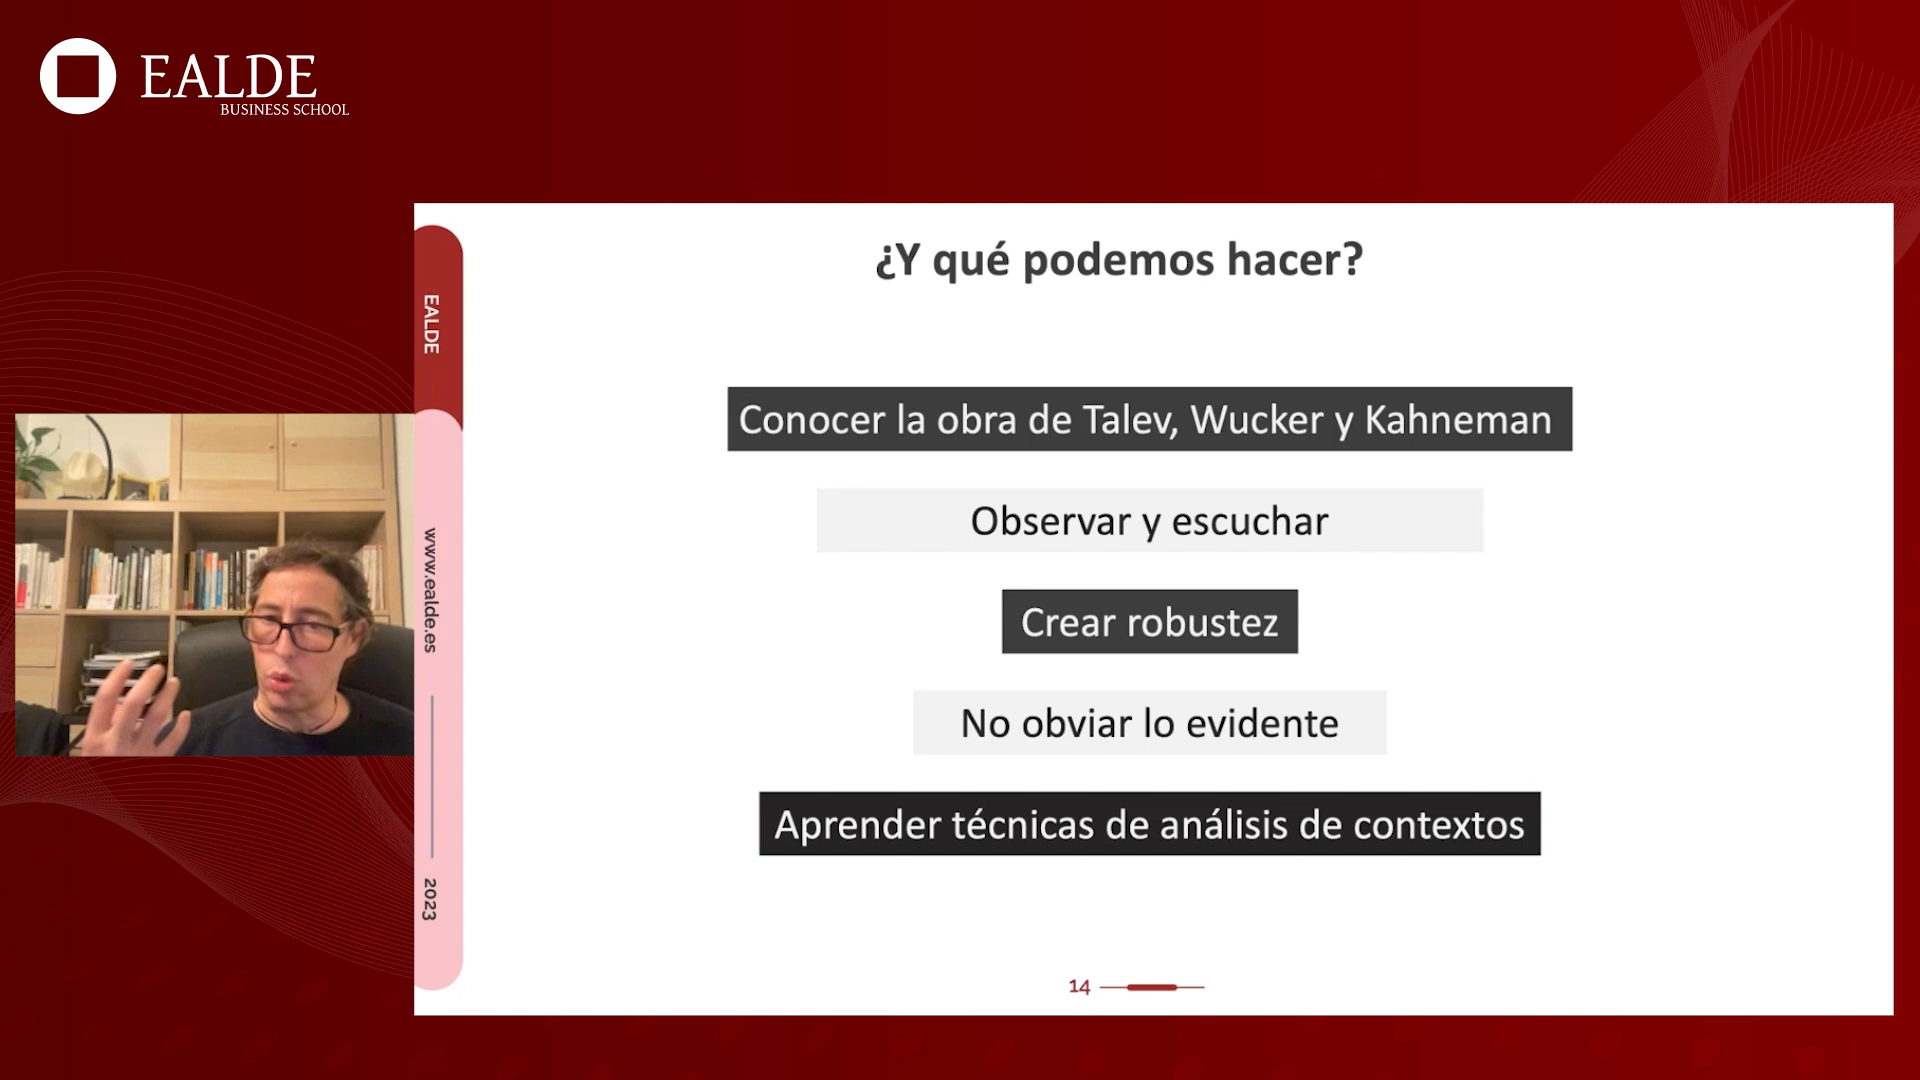 EALDE
BUSINESS SCHOOL
¿Y qué podemos hacer?
Conocer la obra de Talev, Wucker y Kahneman
Observar y escuchar
Crear robustez
No obviar lo evidente
Aprender técnicas de análisis de contextos
EALDE
www.ealde.es
2023
14